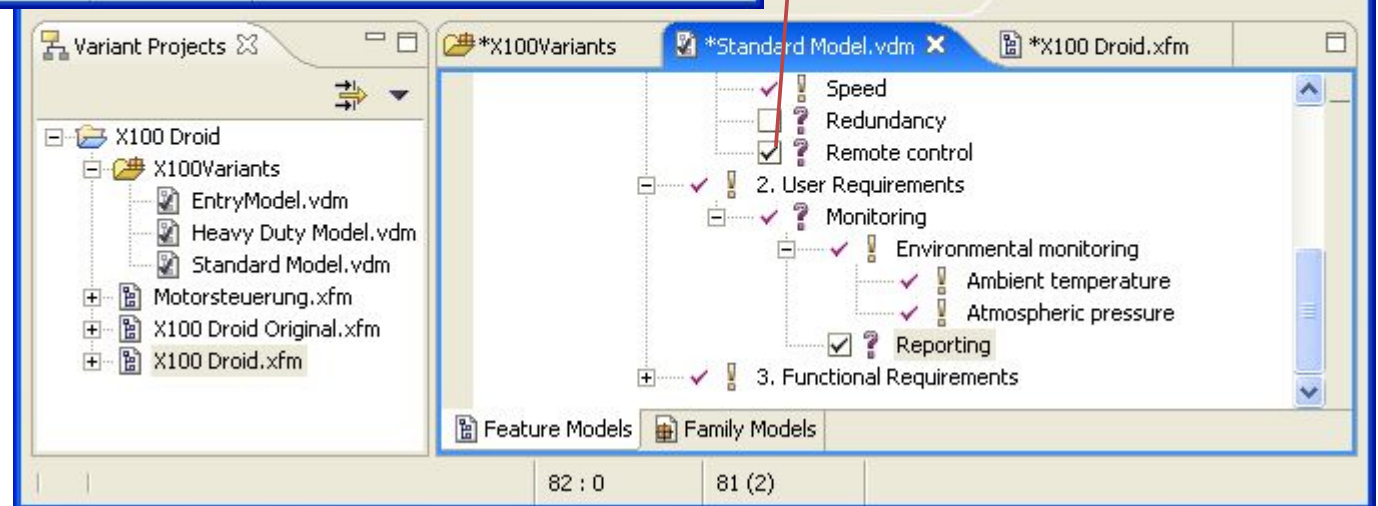 Variant Projects
X100 Droid
X100Variants
EntryModel.vdm
Heavy Duty Model.vdm
Standard Model.vdm
Motorsteuerung.xfm
X100 Droid Original.xfm
X100 Droid.xfm
*X100Variants
*Standard Model.vdm
*X100 Droid.xfm
Speed
Redundancy
Remote control
2. User Requirements
Monitoring
Environmental monitoring
Ambient temperature
Atmospheric pressure
Reporting
3. Functional Requirements
Feature Models
Family Models
82 : 0
81 (2)